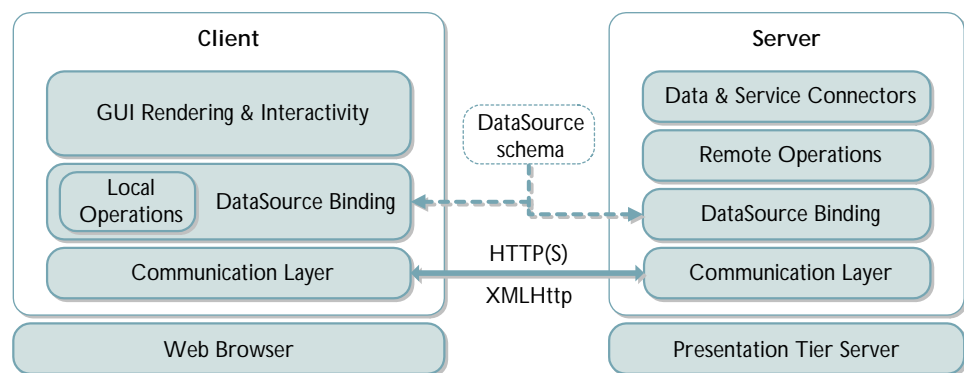 Client
GUI Rendering & Interactivity
Local
Operations
DataSource Binding
Communication Layer
Web Browser
DataSource
schema
HTTP(S)
XMLHttp
Server
Data & Service Connectors
Remote Operations
DataSource Binding
Communication Layer
Presentation Tier Server